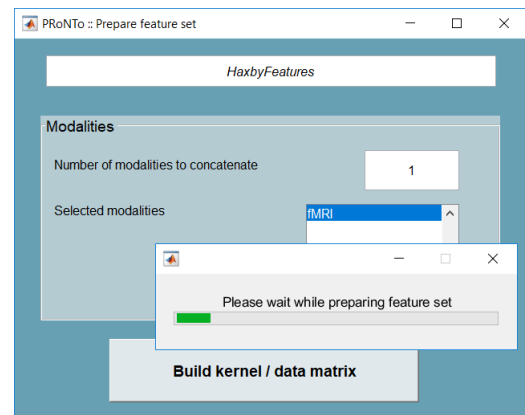 PRoNTo :: Prepare feature set
HaxbyFeatures
Modalities
Number of modalities to concatenate
1
Selected modalities
fMRI
Please wait while preparing feature set
Build kernel / data matrix